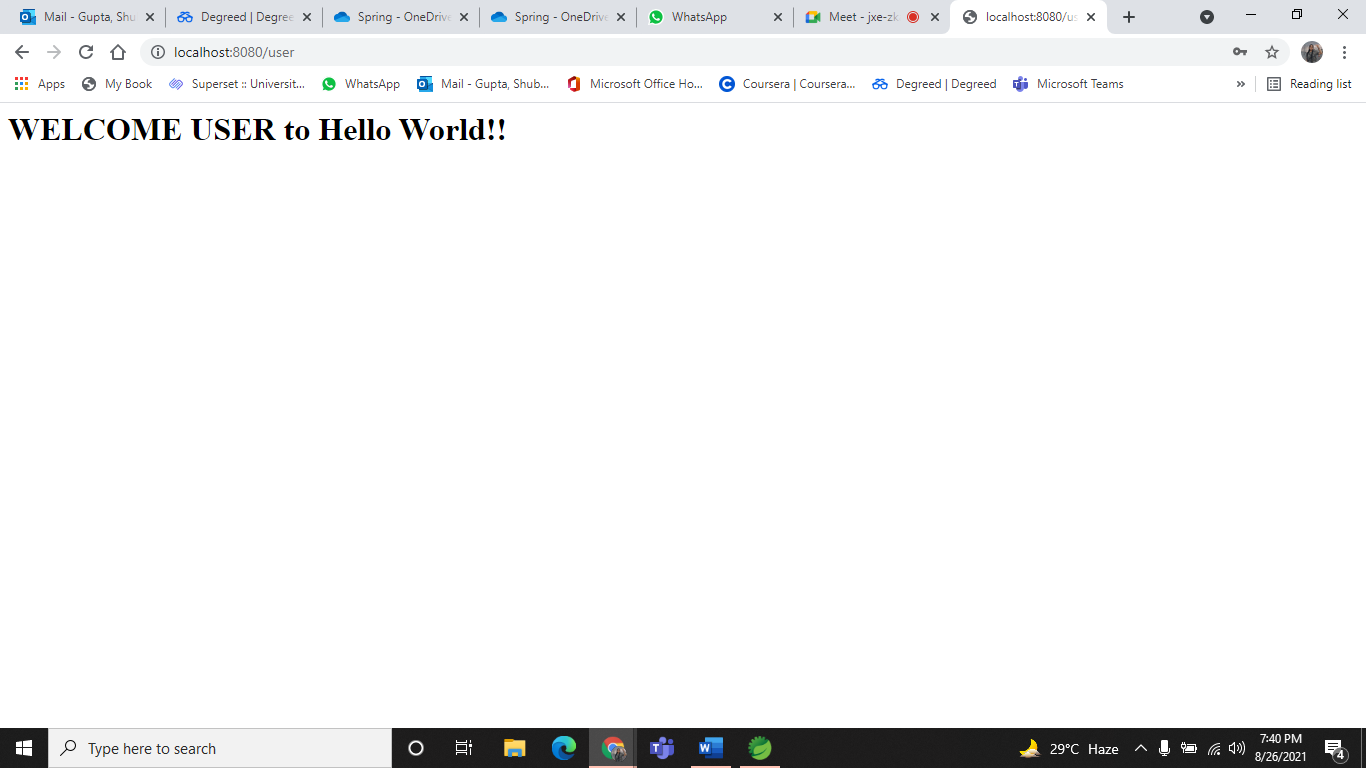 Mail - Gupta, Shu
Degreed | Degree
Spring - OneDrive
Spring - OneDrive
WhatsApp
Meet - jxe-zk
localhost:8080/us
localhost:8080/user
Apps
My Book
Superset :: Universit...
WhatsApp
Mail - Gupta, Shub...
Microsoft Office Ho...
Coursera | Coursera...
Degreed | Degreed
Microsoft Teams
»
Reading list
WELCOME USER to Hello World!!
Type here to search
29°C Haze
7:40 PM
8/26/2021
4